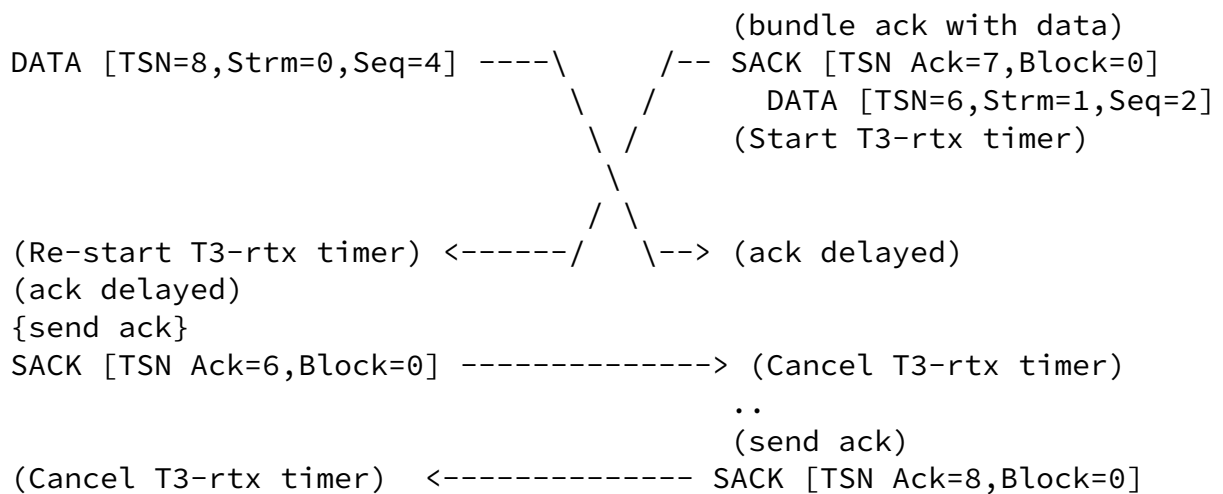 (bundle ack with data)
DATA [TSN=8,Strm=0,Seq=4] ----\      /-- SACK [TSN Ack=7,Block=0]
                               \    /      DATA [TSN=6,Strm=1,Seq=2]
                                \  /     (Start T3-rtx timer)
                                 \
                                / \
(Re-start T3-rtx timer) <------/   \--> (ack delayed)
(ack delayed)
{send ack}
SACK [TSN Ack=6,Block=0] --------------> (Cancel T3-rtx timer)
                                        ..
                                        (send ack)
(Cancel T3-rtx timer)  <-------------- SACK [TSN Ack=8,Block=0]